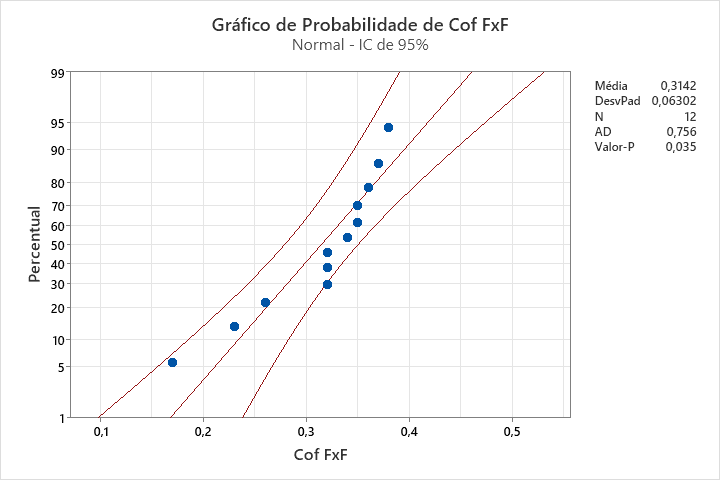 Gráfico de Probabilidade de Cof FxF
Normal - IC de 95%
Média 0,3142
DesvPad 0,06302
N 12
AD 0,756
Valor-P 0,035
Percentual
99
95
90
80
70
60
50
40
30
20
10
5
1
0,1 0,2 0,3 0,4 0,5
Cof FxF